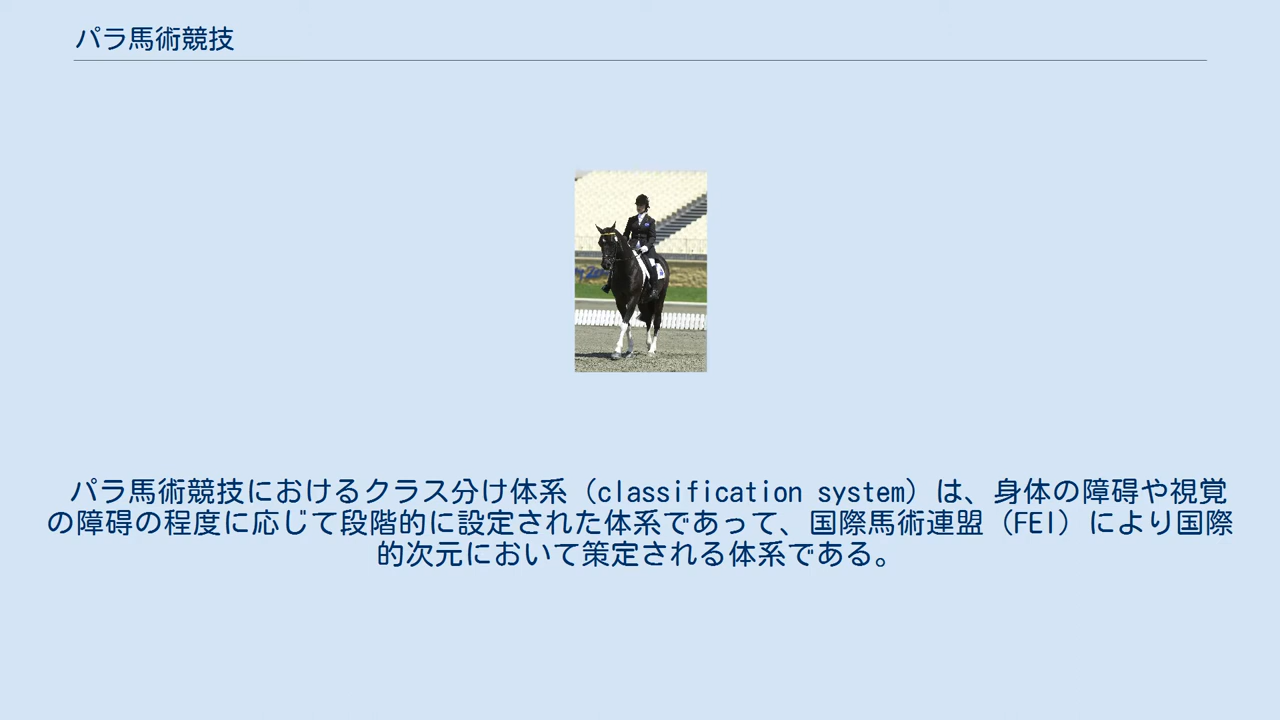 パラ馬術競技
パラ馬術競技におけるクラス分け体系（classification system）は、身体の障碍や視覚
の障碍の程度に応じて段階的に設定された体系であって、国際馬術連盟（FEI）により国際
的次元において策定される体系である。